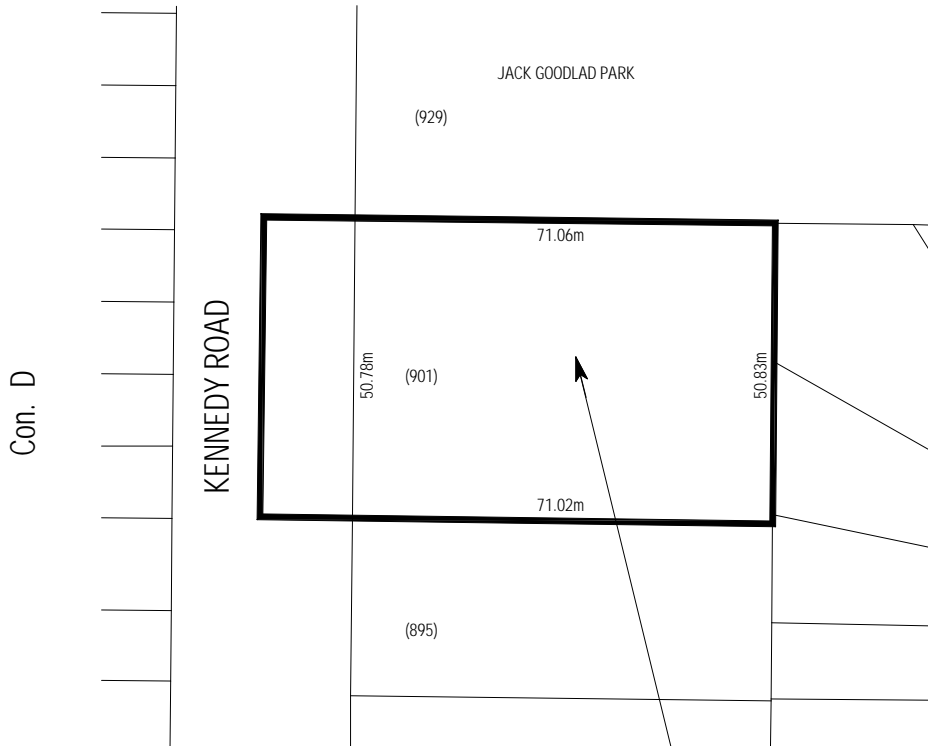 JACK GOODLAD PARK
(929)
71.06m
KENNEDY ROAD
Con. D
50.78m
(901)
50.83m
71.02m
(895)